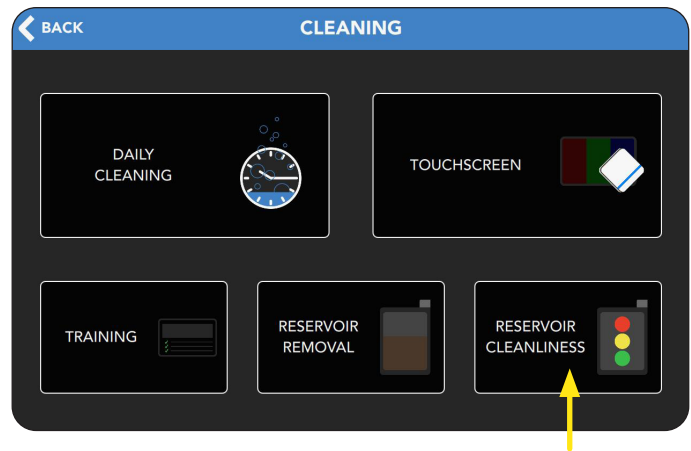 BACK
CLEANING
DAILY
CLEANING
TOUCHSCREEN
TRAINING
RESERVOIR
REMOVAL
RESERVOIR
CLEANLINESS